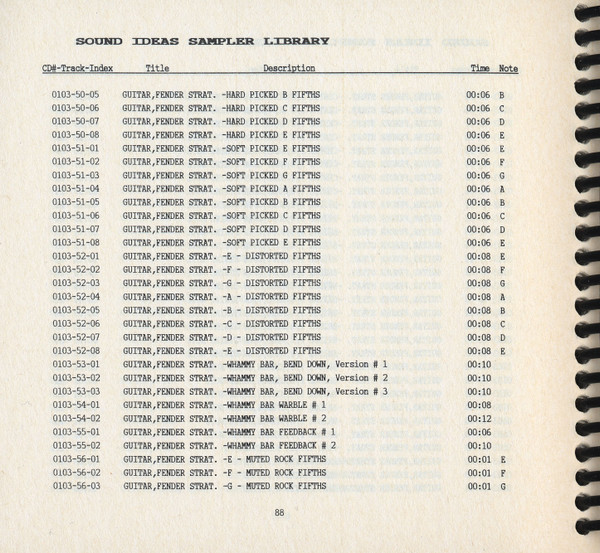 SOUND IDEAS SAMPLER LIBRARY
CD#-Track-Index Title Description Time Note
0103-50-05 GUITAR,FENDER STRAT. -HARD PICKED B FIFTHS 00:06 B
0103-50-06 GUITAR,FENDER STRAT. -HARD PICKED C FIFTHS 00:06 C
0103-50-07 GUITAR,FENDER STRAT. -HARD PICKED D FIFTHS 00:06 D
0103-50-08 GUITAR,FENDER STRAT. -HARD PICKED E FIFTHS 00:06 E
0103-51-01 GUITAR,FENDER STRAT. -SOFT PICKED E FIFTHS 00:06 E
0103-51-02 GUITAR,FENDER STRAT. -SOFT PICKED F FIFTHS 00:06 F
0103-51-03 GUITAR,FENDER STRAT. -SOFT PICKED G FIFTHS 00:06 G
0103-51-04 GUITAR,FENDER STRAT. -SOFT PICKED A FIFTHS 00:06 A
0103-51-05 GUITAR,FENDER STRAT. -SOFT PICKED B FIFTHS 00:06 B
0103-51-06 GUITAR,FENDER STRAT. -SOFT PICKED C FIFTHS 00:06 C
0103-51-07 GUITAR,FENDER STRAT. -SOFT PICKED D FIFTHS 00:06 D
0103-51-08 GUITAR,FENDER STRAT. -SOFT PICKED E FIFTHS 00:06 E
0103-52-01 GUITAR,FENDER STRAT. -E - DISTORTED FIFTHS 00:08 E
0103-52-02 GUITAR,FENDER STRAT. -F - DISTORTED FIFTHS 00:08 F
0103-52-03 GUITAR,FENDER STRAT. -G - DISTORTED FIFTHS 00:08 G
0103-52-04 GUITAR,FENDER STRAT. -A - DISTORTED FIFTHS 00:08 A
0103-52-05 GUITAR,FENDER STRAT. -B - DISTORTED FIFTHS 00:08 B
0103-52-06 GUITAR,FENDER STRAT. -C - DISTORTED FIFTHS 00:08 C
0103-52-07 GUITAR,FENDER STRAT. -D - DISTORTED FIFTHS 00:08 D
0103-52-08 GUITAR,FENDER STRAT. -E - DISTORTED FIFTHS 00:08 E
0103-53-01 GUITAR,FENDER STRAT. -WHAMMY BAR, BEND DOWN, Version # 1 00:10
0103-53-02 GUITAR,FENDER STRAT. -WHAMMY BAR, BEND DOWN, Version # 2 00:10
0103-53-03 GUITAR,FENDER STRAT. -WHAMMY BAR, BEND DOWN, Version # 3 00:10
0103-54-01 GUITAR,FENDER STRAT. -WHAMMY BAR WARBLE # 1 00:08
0103-54-02 GUITAR,FENDER STRAT. -WHAMMY BAR WARBLE # 2 00:12
0103-55-01 GUITAR,FENDER STRAT. -WHAMMY BAR FEEDBACK # 1 00:06
0103-55-02 GUITAR,FENDER STRAT. -WHAMMY BAR FEEDBACK # 2 00:10
0103-56-01 GUITAR,FENDER STRAT. -E - MUTED ROCK FIFTHS 00:01 E
0103-56-02 GUITAR,FENDER STRAT. -F - MUTED ROCK FIFTHS 00:01 F
0103-56-03 GUITAR,FENDER STRAT. -G - MUTED ROCK FIFTHS 00:01 G
88